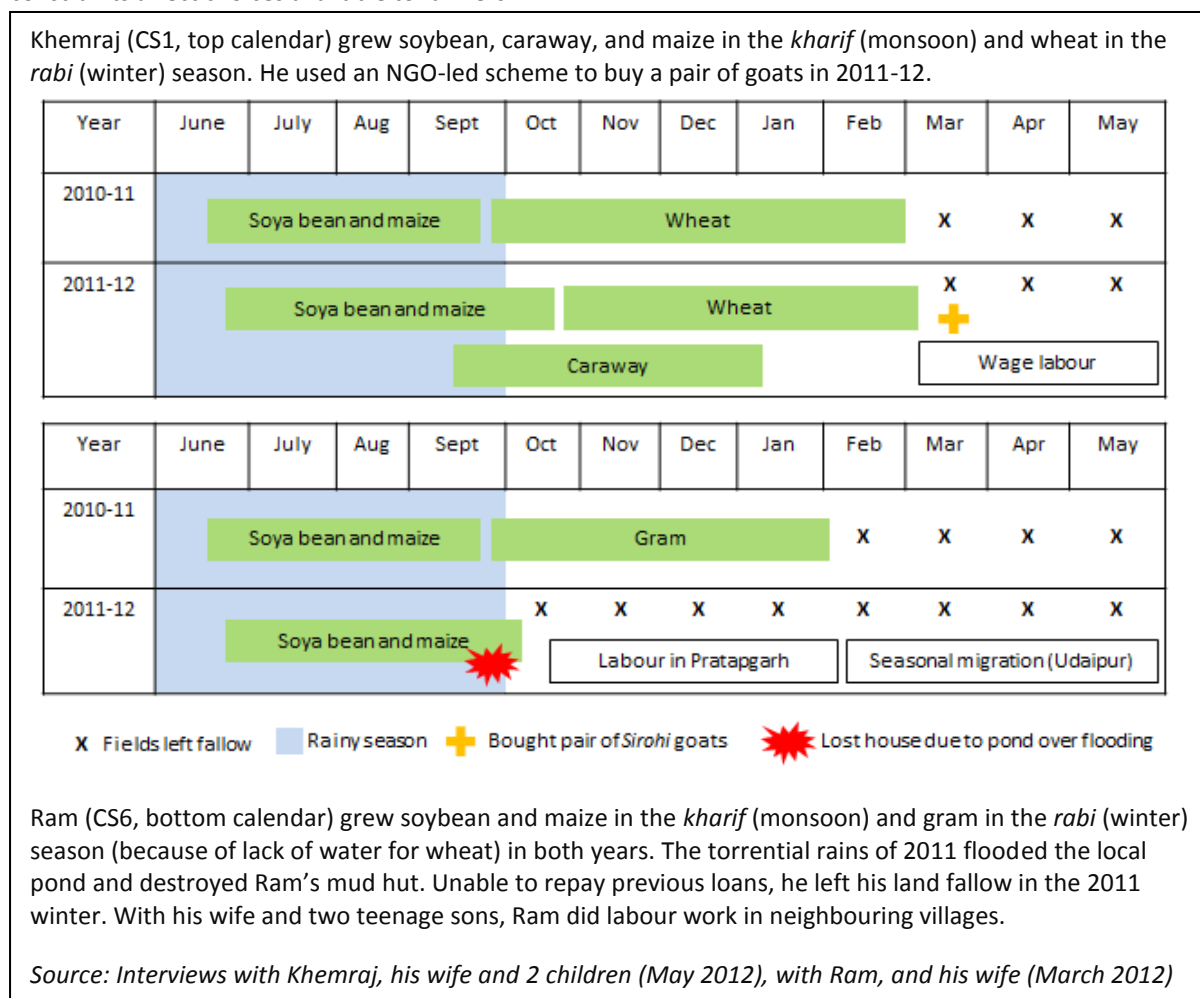 Khemraj (CS1, top calendar) grew soybean, caraway, and maize in the kharif (monsoon) and wheat in the
rabi (winter) season. He used an NGO-led scheme to buy a pair of goats in 2011-12.
Year June July Aug Sept Oct Nov Dec Jan Feb Mar Apr May
2010-11
Soya bean and maize Wheat X X X
2011-12
X X X
Soya bean and maize Wheat
Caraway Wage labour
Year June July Aug Sept Oct Nov Dec Jan Feb Mar Apr May
2010-11
Soya bean and maize Gram X X X X
2011-12 X X X X X X X X
Soya bean and maize
Labour in Pratapgarh Seasonal migration (Udaipur)
X Fields left fallow Rainy season Bought pair of Sirohi goats Lost house due to pond over flooding
Ram (CS6, bottom calendar) grew soybean and maize in the kharif (monsoon) and gram in the rabi (winter)
season (because of lack of water for wheat) in both years. The torrential rains of 2011 flooded the local
pond and destroyed Ram's mud hut. Unable to repay previous loans, he left his land fallow in the 2011
winter. With his wife and two teenage sons, Ram did labour work in neighbouring villages.
Source: Interviews with Khemraj, his wife and 2 children (May 2012), with Ram, and his wife (March 2012)